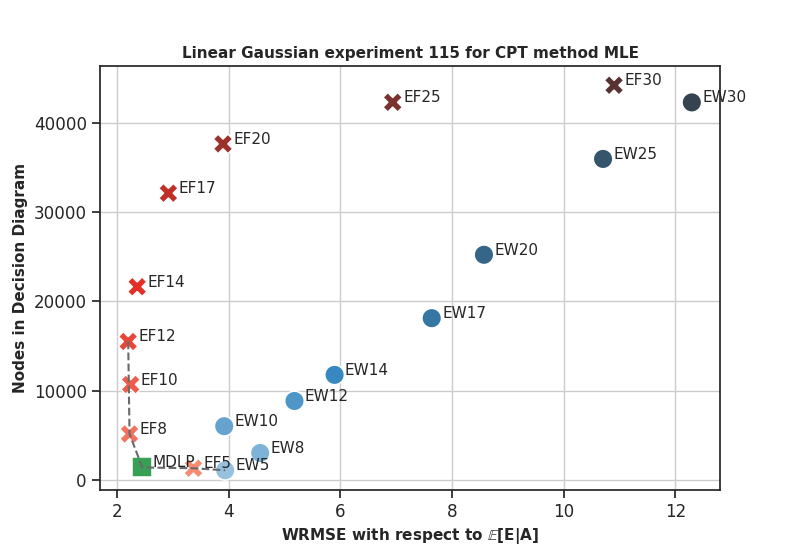 Linear Gaussian experiment 115 for CPT method MLE
Nodes in Decision Diagram
40000
30000
20000
10000
0
EF30
EF25
EW30
EF20
EW25
EF17
EW20
EF14
EW17
EF12
EF10
EW14
EW12
EF8
EW10
EW8
MDLP
EF5
EW5
2
4
6
8
10
12
WRMSE with respect to 𝔼[E|A]